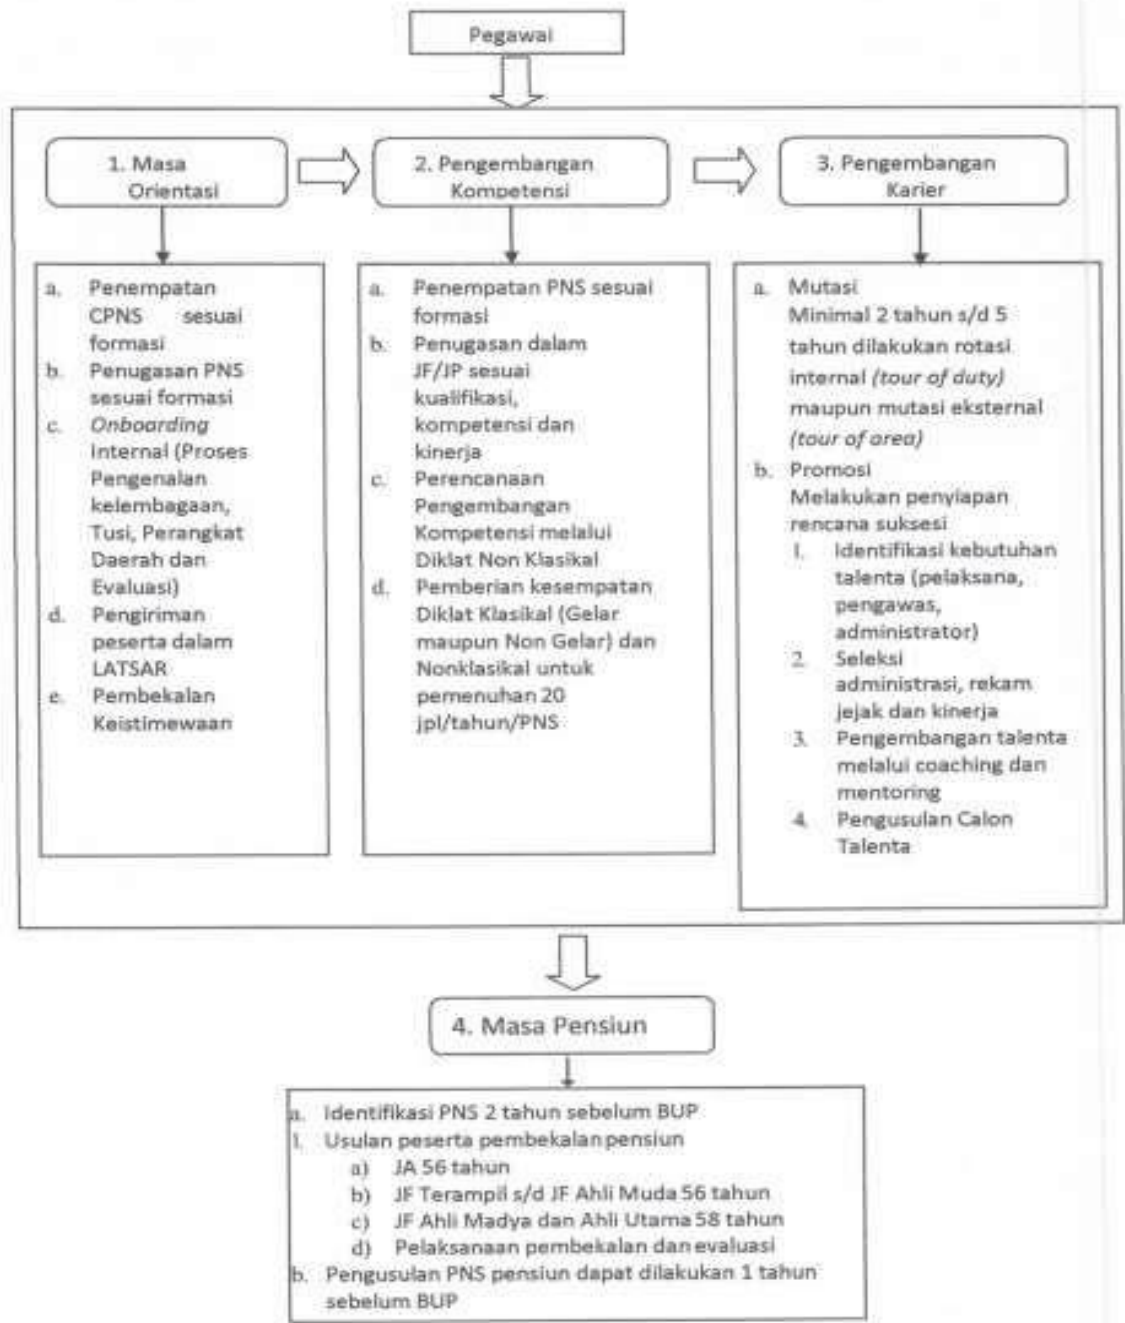 Pegawai
1. Masa
Orientasi
2. Pengembangan
Kompetensi
3. Pengembangan
Karier
a. Penempatan
CPNS sesuai
formasi
b. Penugasan PNS
sesuai formasi
c. Onboarding
Internal (Proses
Pengenalan
kelembagaan,
Tusi, Perangkat
Daerah dan
Evaluasi)
d. Pengiriman
peserta dalam
LATSAR
e. Pembekalan
Keistimewaan
a. Penempatan PNS sesuai
formasi
b. Penugasan dalam
JF/JP sesuai
kualifikasi,
kompetensi dan
kinerja
c. Perencanaan
Pengembangan
Kompetensi melalui
Diklat Non Klasikal
d. Pemberian kesempatan
Diklat Klasikal (Gelar
maupun Non Gelar) dan
Nonklasikal untuk
pemenuhan 20
jpl/tahun/PNS
a. Mutasi
Minimal 2 tahun s/d 5
tahun dilakukan rotasi
internal (tour of duty)
maupun mutasi eksternal
(tour of area)
b. Promosi
Melakukan penyiapan
rencana suksesi
1. Identifikasi kebutuhan
talenta (pelaksana,
pengawas,
administrator)
2. Seleksi
administrasi, rekam
jejak dan kinerja
3. Pengembangan talenta
melalui coaching dan
mentoring
4. Pengusulan Calon
Talenta
4. Masa Pensiun
a. Identifikasi PNS 2 tahun sebelum BUP
1. Usulan peserta pembekalan pensiun
a) JA 56 tahun
b) JF Terampil s/d JF Ahli Muda 56 tahun
c) JF Ahli Madya dan Ahli Utama 58 tahun
d) Pelaksanaan pembekalan dan evaluasi
b. Pengusulan PNS pensiun dapat dilakukan 1 tahun
sebelum BUP